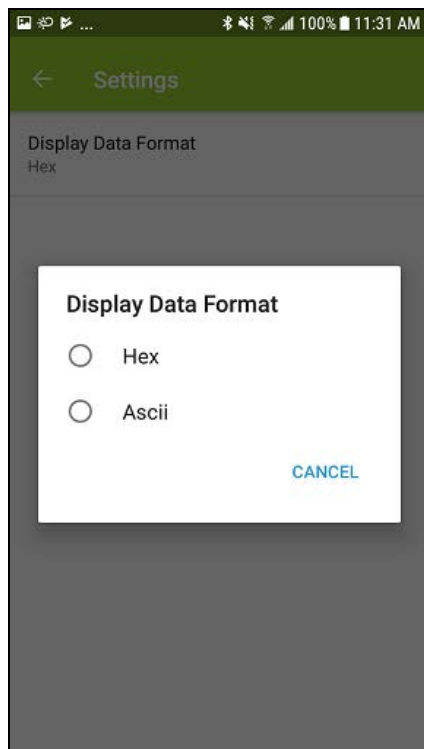 ... 100% 11:31 AM
Settings
Display Data Format
Hex
Display Data Format
Hex
Ascii
CANCEL